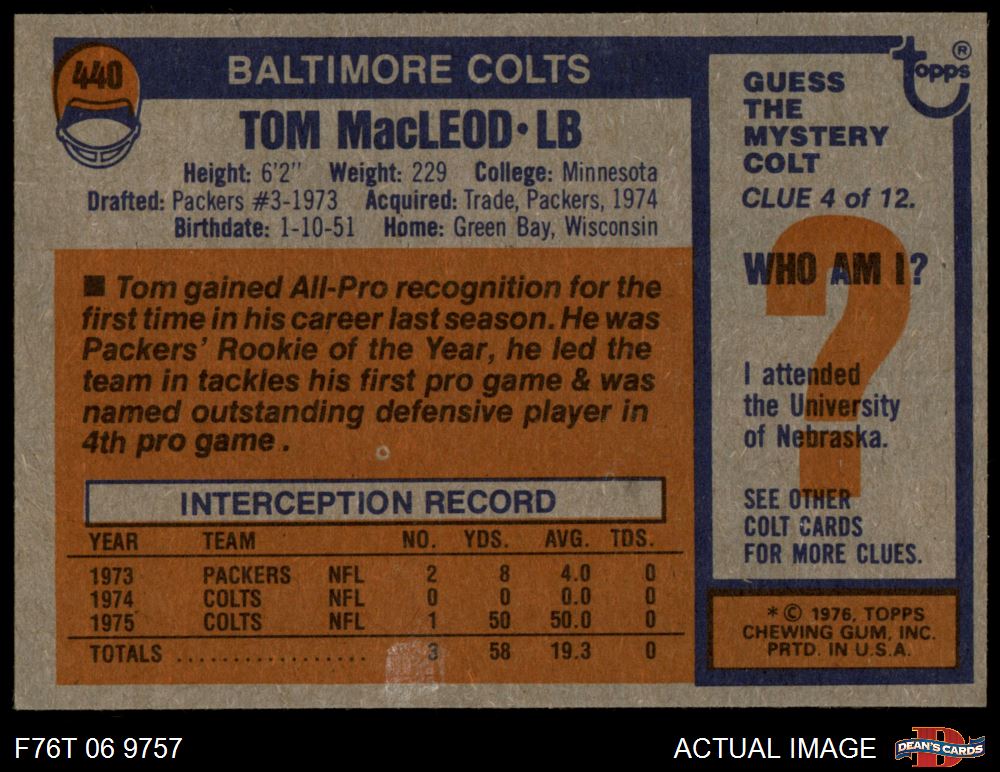 440
BALTIMORE COLTS
TOM MacLEOD • LB
Height: 6'2" Weight: 229 College: Minnesota
Drafted: Packers #3-1973 Acquired: Trade, Packers, 1974
Birthdate: 1-10-51 Home: Green Bay, Wisconsin
■ Tom gained All-Pro recognition for the
first time in his career last season. He was
Packers' Rookie of the Year, he led the
team in tackles his first pro game & was
named outstanding defensive player in
4th pro game.
INTERCEPTION RECORD
YEAR TEAM NO. YDS. AVG. TDS.
1973 PACKERS NFL 2 8 4.0 0
1974 COLTS NFL 0 0 0.0 0
1975 COLTS NFL 1 50 50.0 0
TOTALS ................. 3 58 19.3 0
Topps ®
GUESS
THE
MYSTERY
COLT
CLUE 4 of 12.
WHO AM I?
I attended
the University
of Nebraska.
SEE OTHER
COLT CARDS
FOR MORE CLUES.
* © 1976, TOPPS
CHEWING GUM, INC.
PRTD. IN U.S.A.
F76T 06 9757
ACTUAL IMAGE
D
DEAN'S CARDS